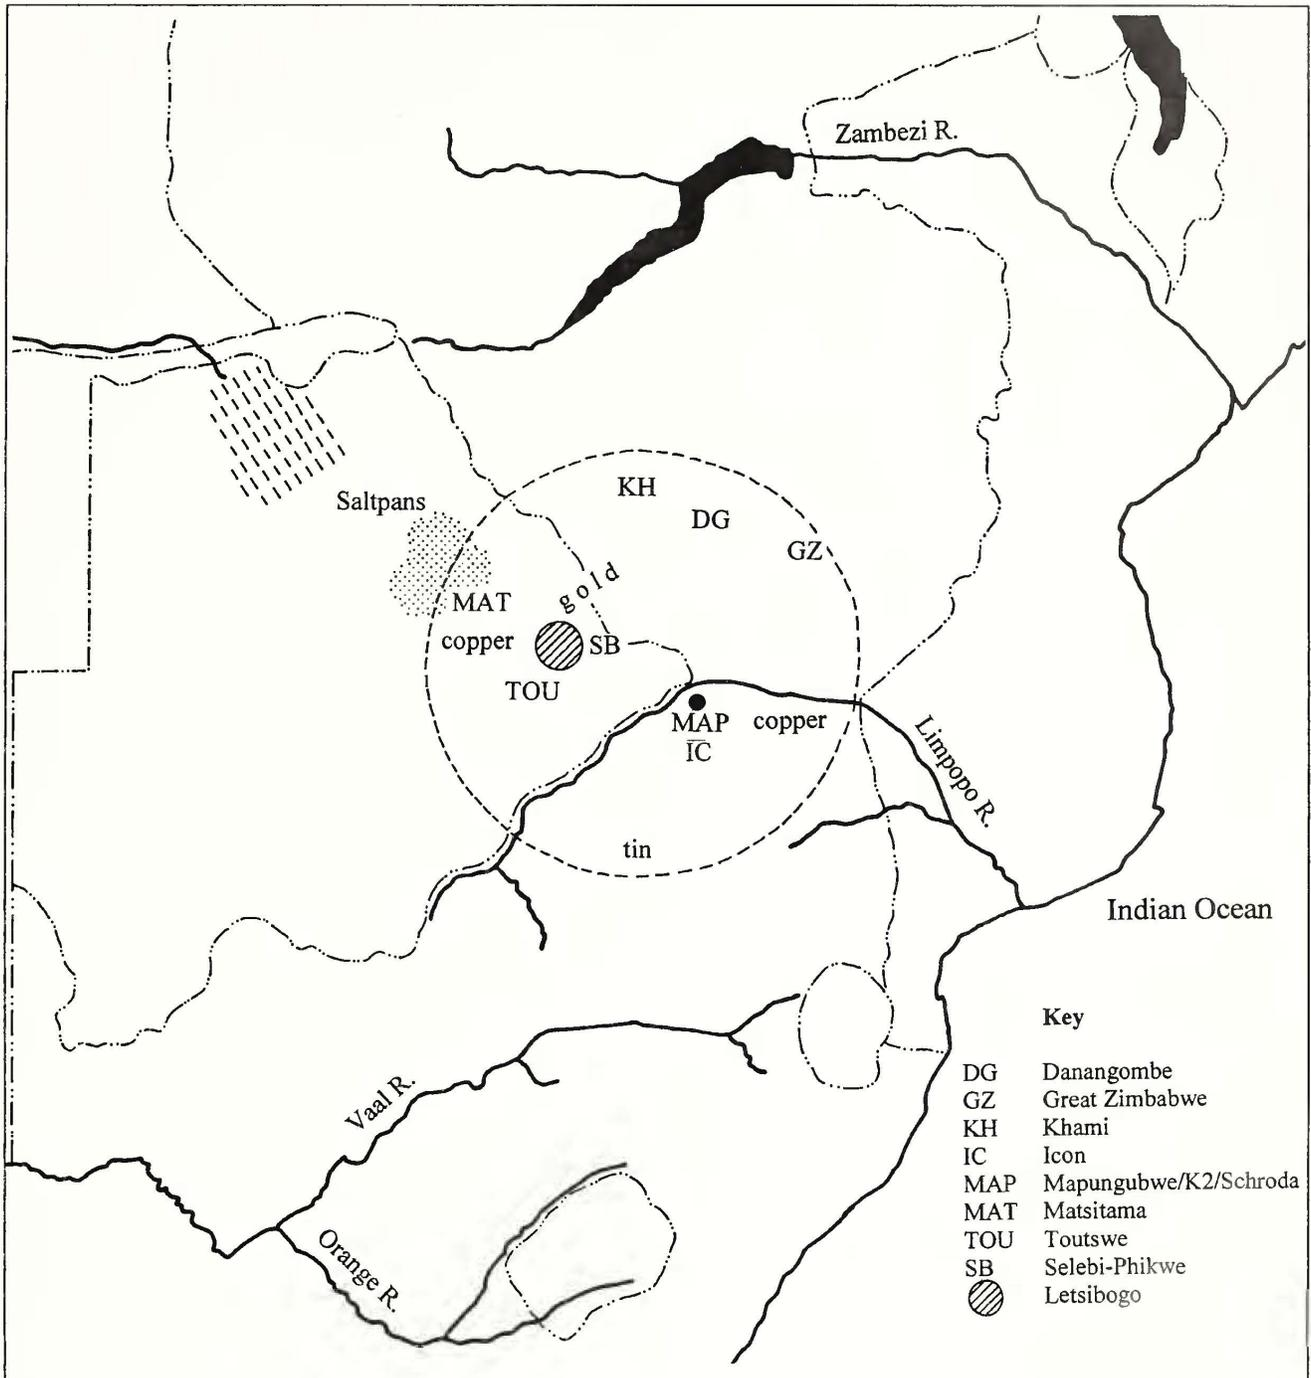 Zambezi R.
KH
Saltpans
DG
GZ
gold
MAT
copper
SB
TOU
MAP
copper
IC
Limpopo R.
tin
Indian Ocean
Vaal R.
Orange R.
Key
DG Danangombe
GZ Great Zimbabwe
KH Khami
IC Icon
MAP Mapungubwe/K2/Schroda
MAT Matsitama
TOU Toutswe
SB Selebi-Phikwe
Letsibogo